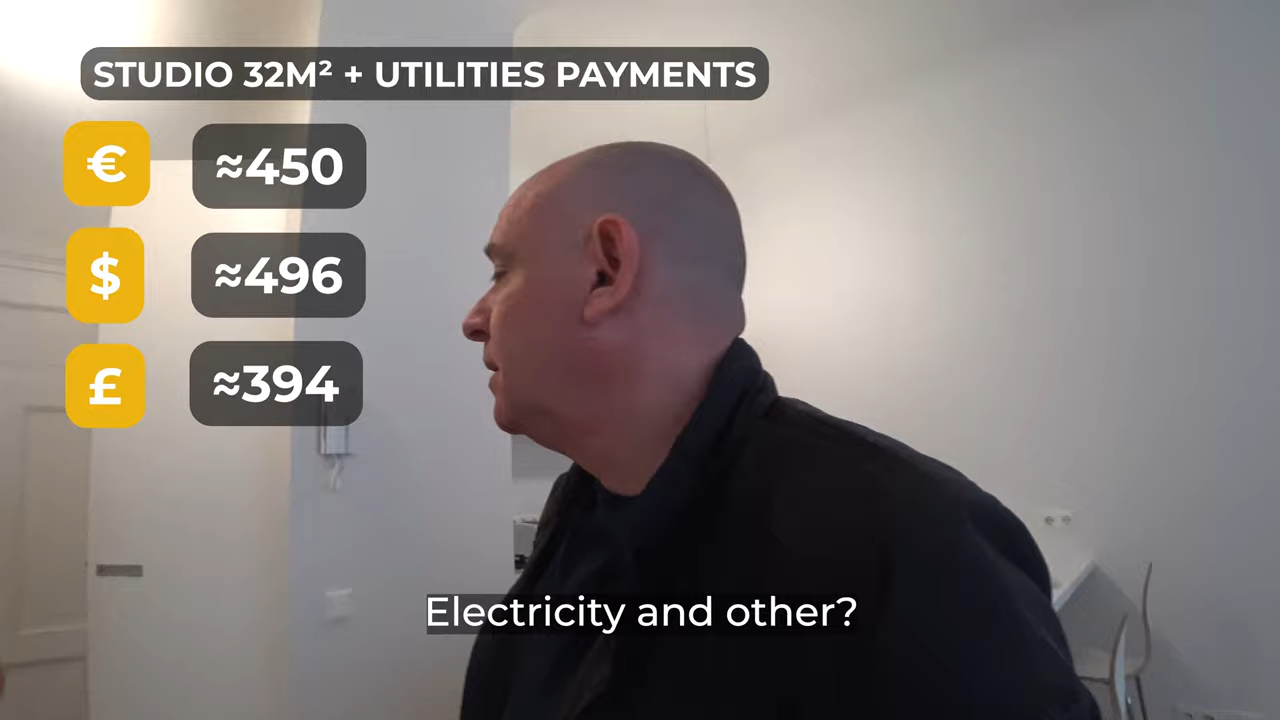 STUDIO 32M² + UTILITIES PAYMENTS
€ ≈450
$ ≈496
£ ≈394
Electricity and other?